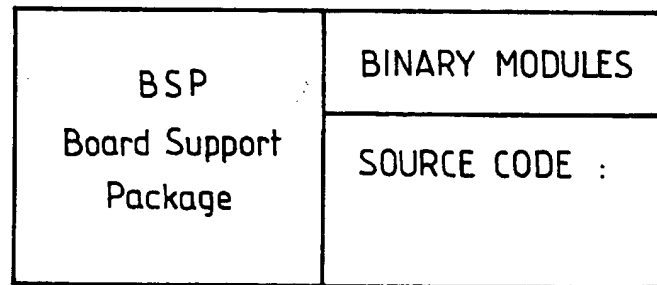 BSP
Board Support
Package
BINARY MODULES
SOURCE CODE :